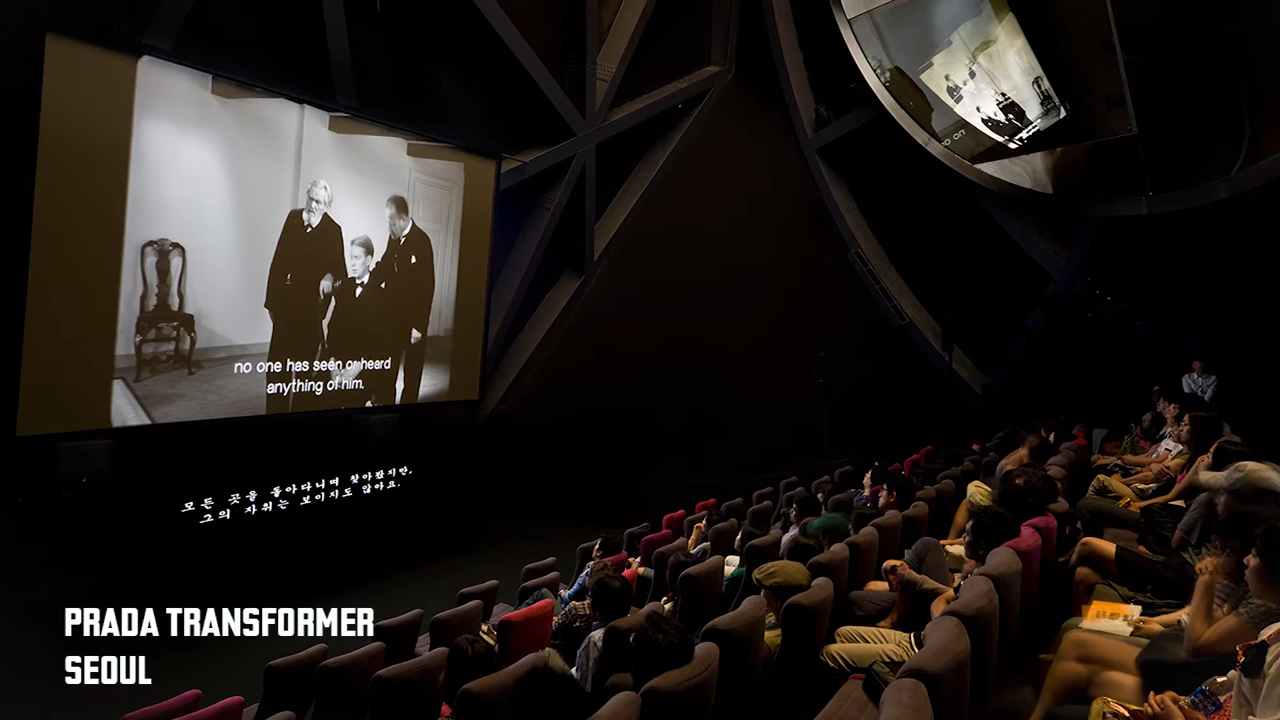 no one has seen or heard
anything of him.
모든 곳을 돌아다니며 찾아봤지만,
그의 자취는 보이지도 않아요.
PRADA TRANSFORMER
SEOUL